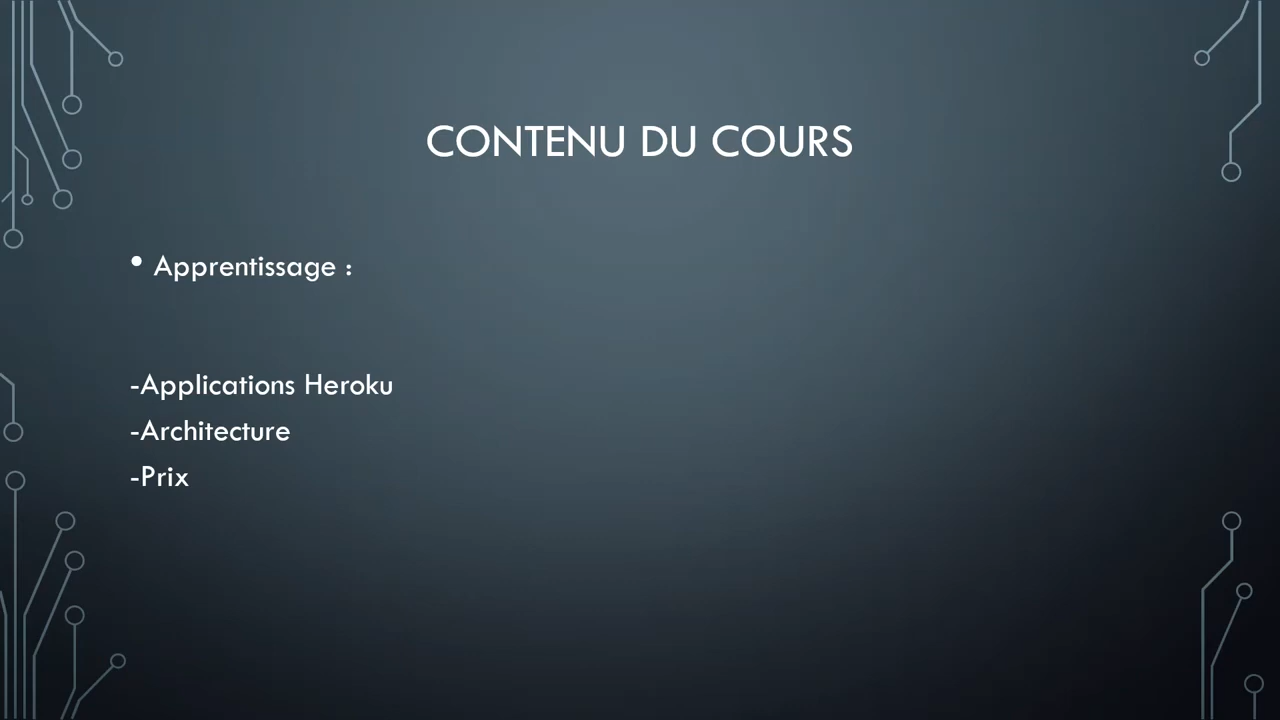 CONTENU DU COURS
• Apprentissage :
-Applications Heroku
-Architecture
-Prix